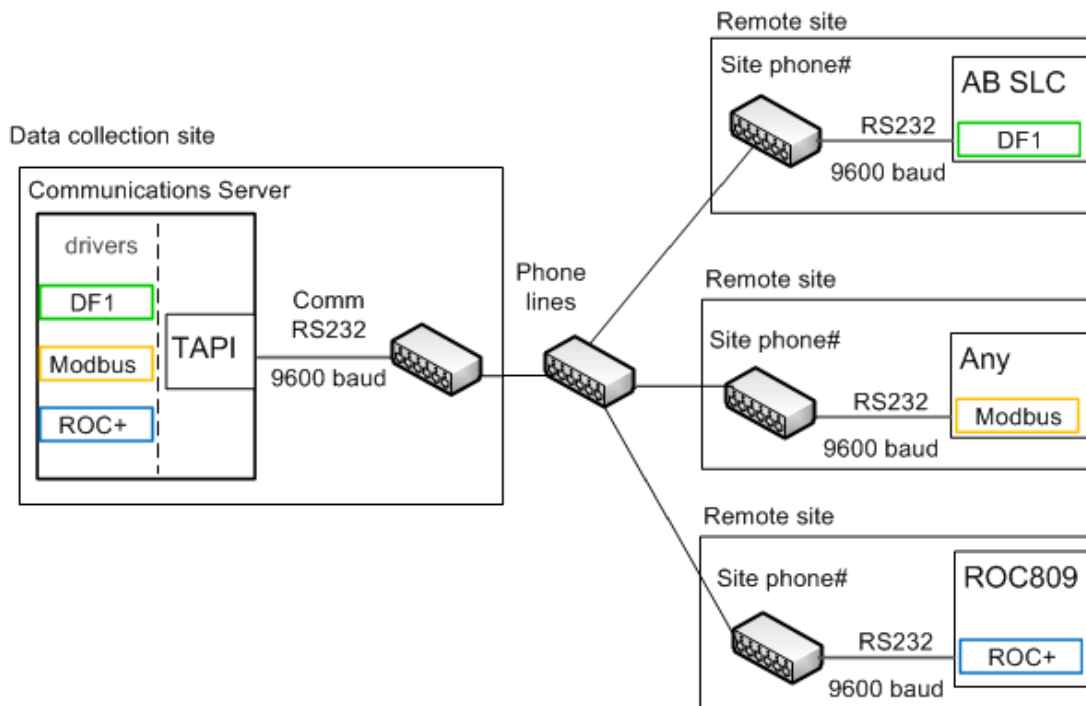 Data collection site
Communications Server
drivers
DF1
Modbus
ROC+
TAPI
Comm
RS232
9600 baud
Phone
lines
Remote site
Site phone#
RS232
9600 baud
AB SLC
DF1
Remote site
Site phone#
RS232
9600 baud
Any
Modbus
Remote site
Site phone#
RS232
9600 baud
ROC809
ROC+